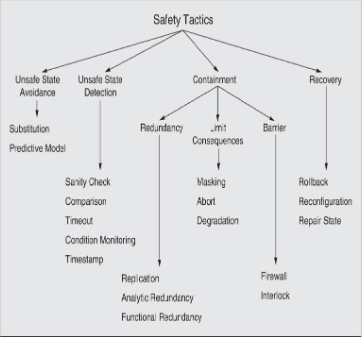 Safety Tactics
Unsafe State
Avoidance
Unsafe State
Detection
Containment
Recovery
Substitution
Predictive Model
Redundancy
Limit
Consequences
Barrier
Sanity Check
Comparison
Timeout
Condition Monitoring
Timestamp
Masking
Abort
Degradation
Rollback
Reconfiguration
Repair State
Replication
Analytic Redundancy
Functional Redundancy
Firewall
Interlock